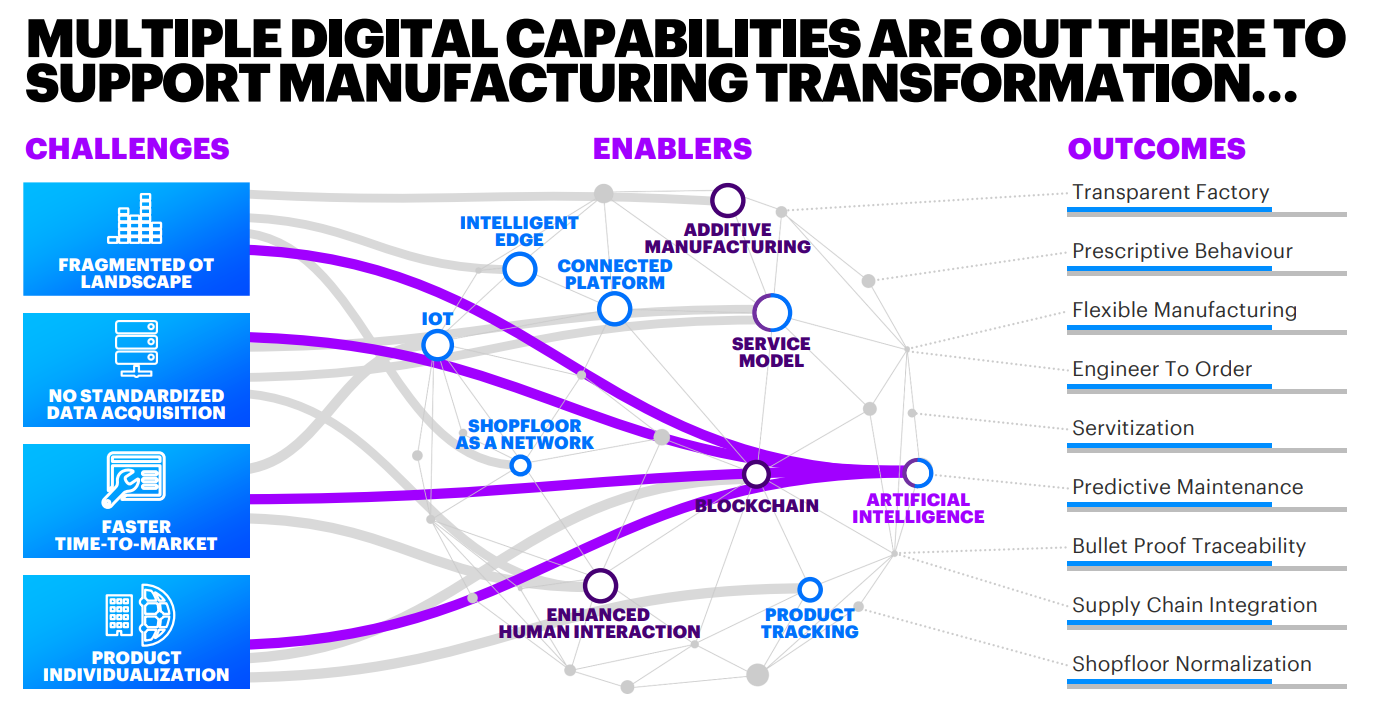 MULTIPLE DIGITAL CAPABILITIES ARE OUT THERE TO
SUPPORT MANUFACTURING TRANSFORMATION...
CHALLENGES
FRAGMENTED OT
LANDSCAPE
NO STANDARDIZED
DATA ACQUISITION
FASTER
TIME-TO-MARKET
PRODUCT
INDIVIDUALIZATION
ENABLERS
INTELLIGENT
EDGE
ADDITIVE
MANUFACTURING
CONNECTED
PLATFORM
IOT
SERVICE
MODEL
SHOPFLOOR
AS A NETWORK
BLOCKCHAIN
ARTIFICIAL
INTELLIGENCE
ENHANCED
HUMAN INTERACTION
PRODUCT
TRACKING
OUTCOMES
Transparent Factory
Prescriptive Behaviour
Flexible Manufacturing
Engineer To Order
Servitization
Predictive Maintenance
Bullet Proof Traceability
Supply Chain Integration
Shopfloor Normalization